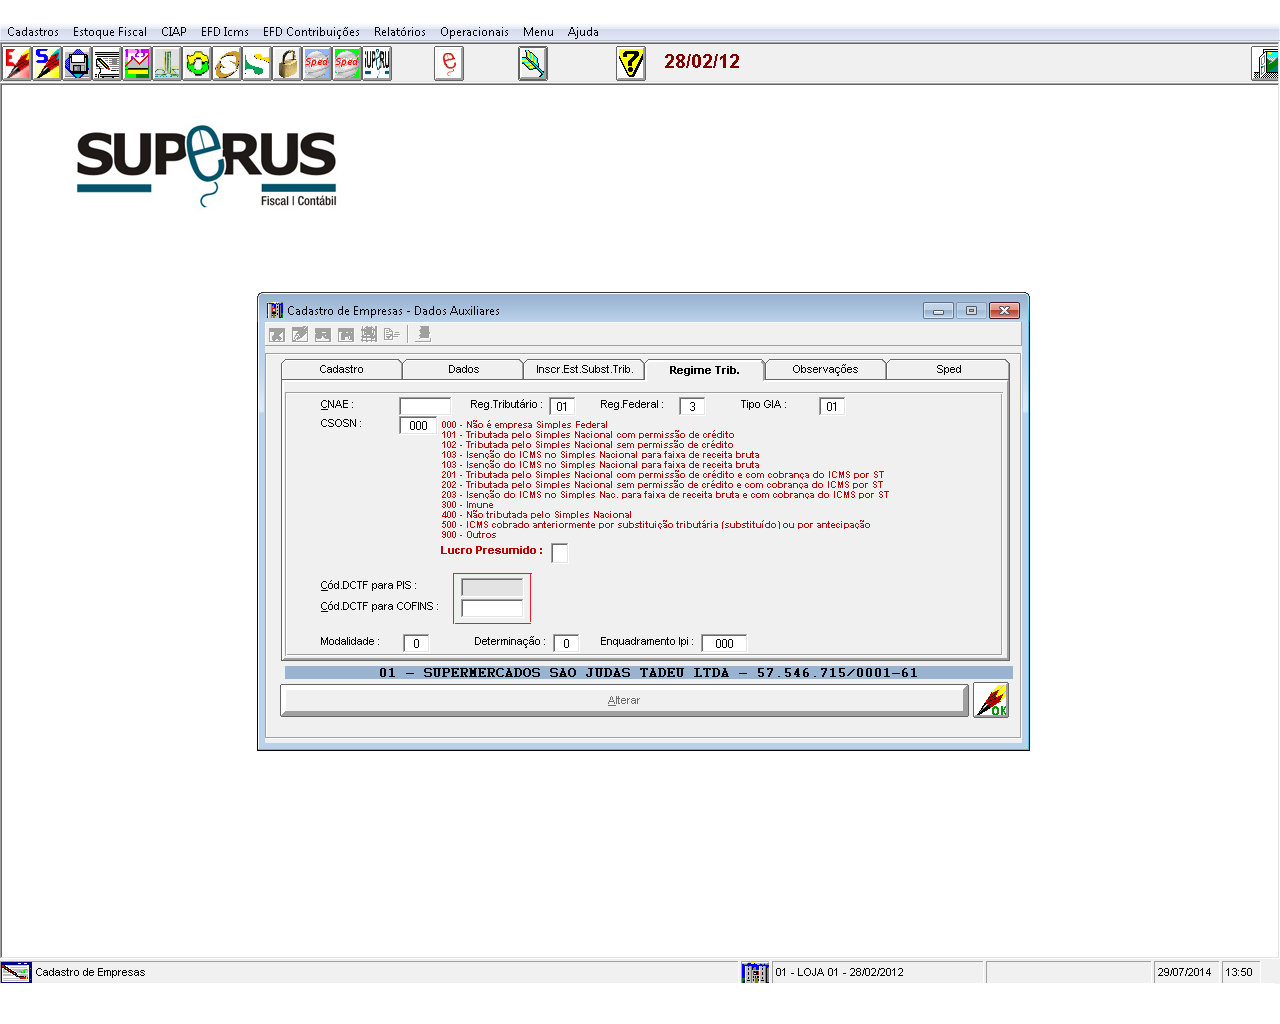 Cadastros Estoque Fiscal CIAP EFD Icms EFD Contribuições Relatórios Operacionais Menu Ajuda
Sped Sped SUPERU
e ? 28/02/12
SUPeRUS
Fiscal | Contábil
Cadastro de Empresas - Dados Auxiliares
Cadastro Dados Inscr.Est.Subst.Trib. Regime Trib. Observações Sped
CNAE : Reg.Tributário : 01 Reg.Federal : 3 Tipo GIA : 01
CSOSN : 000 000 - Não é empresa Simples Federal
101 - Tributada pelo Simples Nacional com permissão de crédito
102 - Tributada pelo Simples Nacional sem permissão de crédito
103 - Isenção do ICMS no Simples Nacional para faixa de receita bruta
103 - Isenção do ICMS no Simples Nacional para faixa de receita bruta
201 - Tributada pelo Simples Nacional com permissão de crédito e com cobrança do ICMS por ST
202 - Tributada pelo Simples Nacional sem permissão de crédito e com cobrança do ICMS por ST
203 - Isenção do ICMS no Simples Nac. para faixa de receita bruta e com cobrança do ICMS por ST
300 - Imune
400 - Não tributada pelo Simples Nacional
500 - ICMS cobrado anteriormente por substituição tributária (substituído) ou por antecipação
900 - Outros
Lucro Presumido :
Cód.DCTF para PIS :
Cód.DCTF para COFINS :
Modalidade : 0 Determinação : 0 Enquadramento Ipi : 000
01 - SUPERMERCADOS SAO JUDAS TADEU LTDA - 57.546.715/0001-61
Alterar OK
Cadastro de Empresas 01 - LOJA 01 - 28/02/2012 29/07/2014 13:50